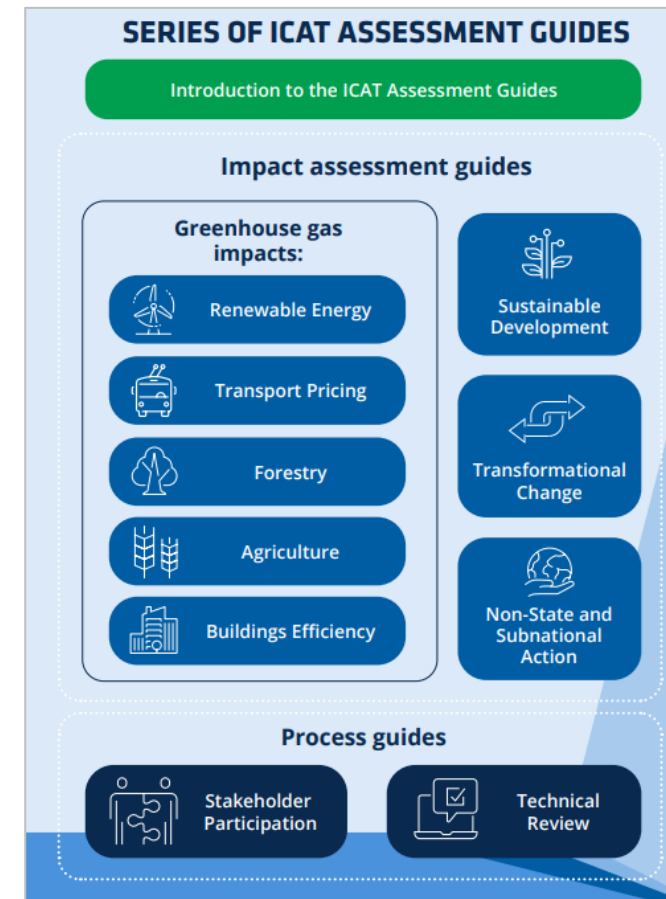 SERIES OF ICAT ASSESSMENT GUIDES
Introduction to the ICAT Assessment Guides
Impact assessment guides
Greenhouse gas
impacts:
Renewable Energy
Transport Pricing
Forestry
Agriculture
Buildings Efficiency
Sustainable
Development
Transformational
Change
Non-State and
Subnational
Action
Process guides
Stakeholder
Participation
Technical
Review